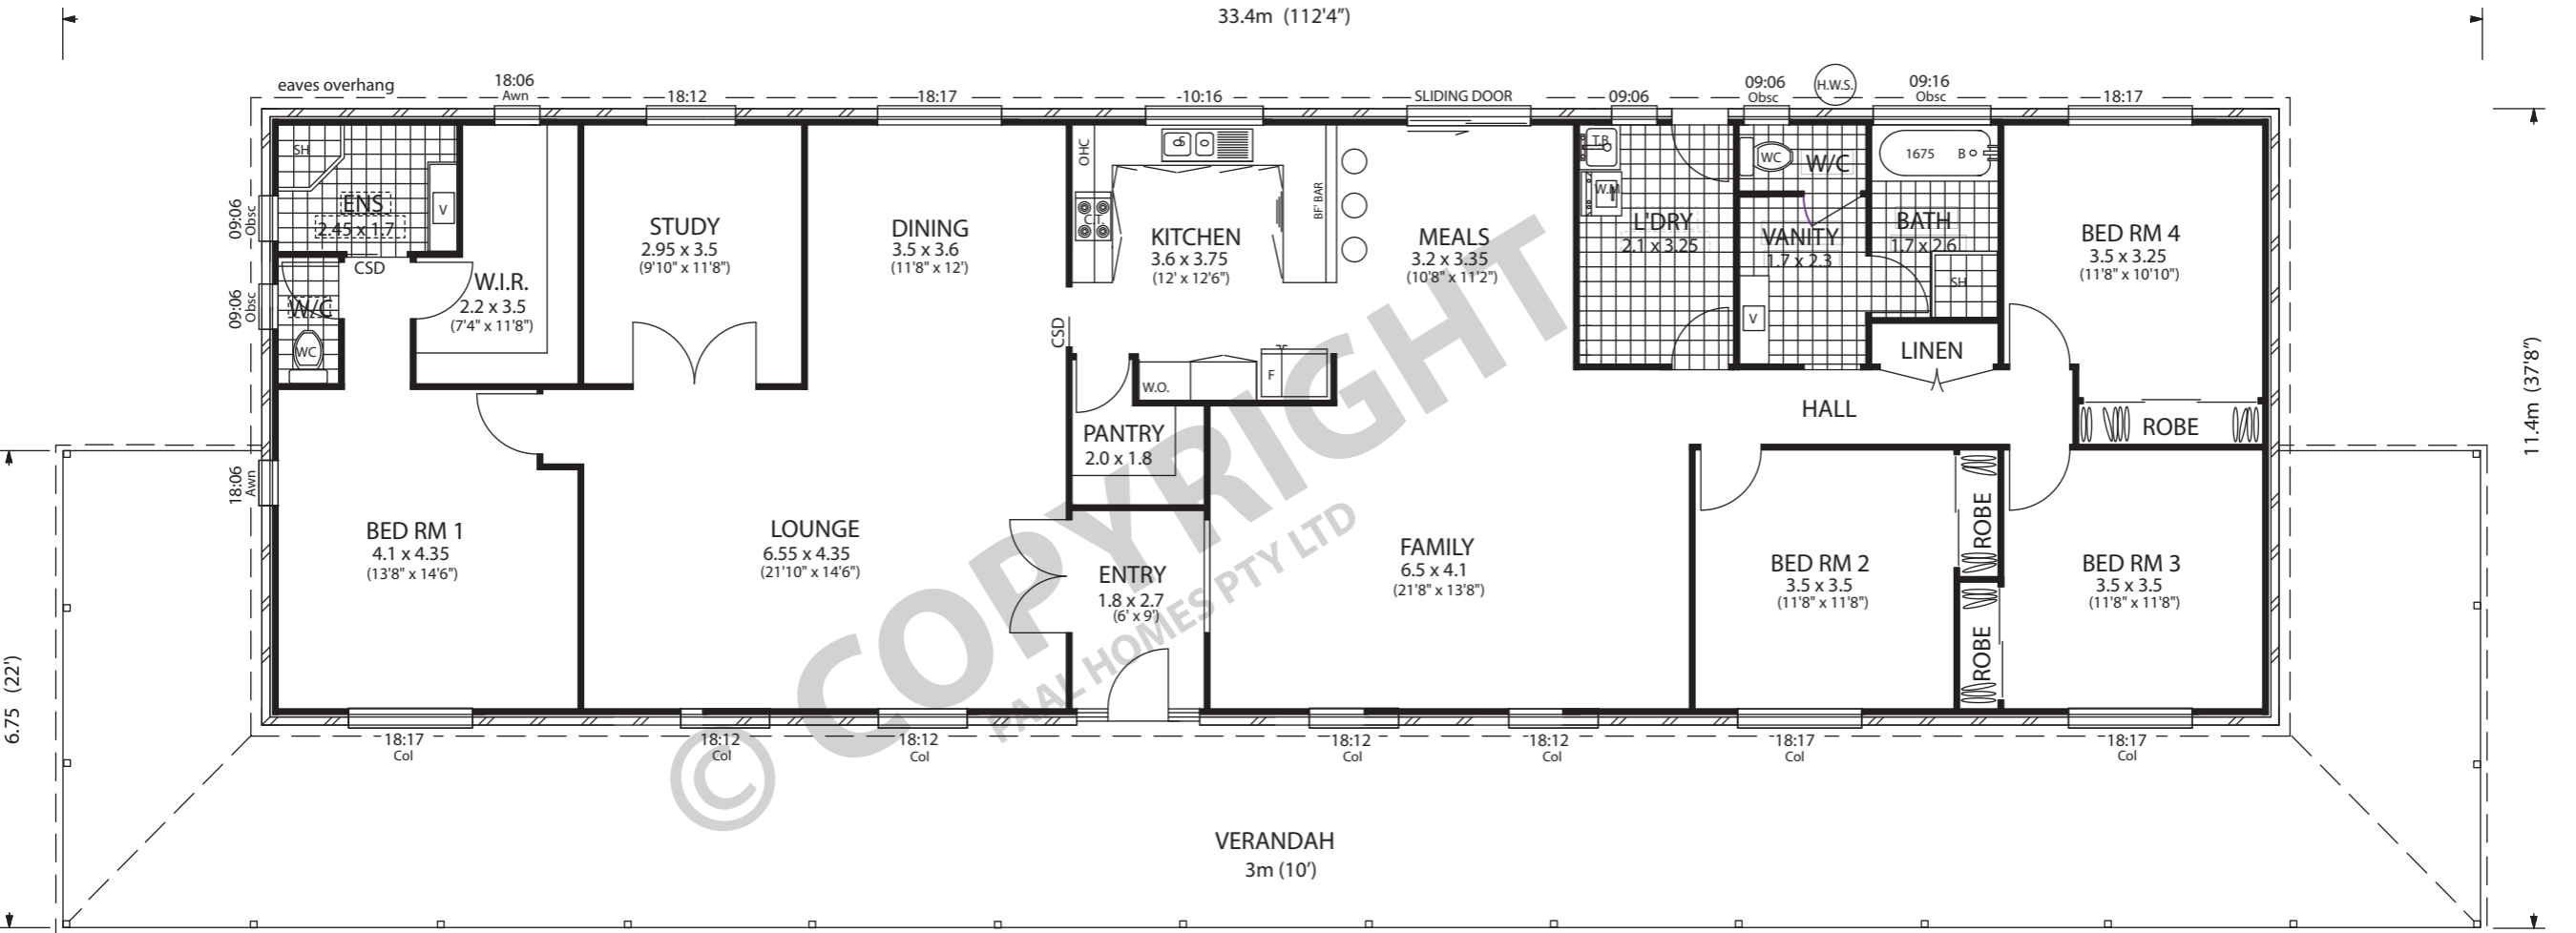 33.4m (112'4”)
eaves overhang
18:06
Awn
18:12
18:17
10:16
SLIDING DOOR
09:06
09:06
Obsc
H.W.S.
09:16
Obsc
18:17
SH
ENS
2.45 x 1.7
V
09:06
Obsc
CSD
W/C
WC
09:06
Obsc
W.I.R.
2.2 x 3.5
(7'4" x 11'8")
STUDY
2.95 x 3.5
(9'10" x 11'8")
DINING
3.5 x 3.6
(11'8" x 12')
OHC
C.T.
S
KITCHEN
3.6 x 3.75
(12' x 12'6")
BF' BAR
MEALS
3.2 x 3.35
(10'8" x 11'2")
T.R.
W.M
L'DRY
2.1 x 3.25
WC
W/C
VANITY
1.7 x 2.3
V
1675
B
BATH
1.7 x 2.6
SH
LINEN
BED RM 4
3.5 x 3.25
(11'8" x 10'10")
ROBE
HALL
CSD
W.O.
F
PANTRY
2.0 x 1.8
18:06
Awn
BED RM 1
4.1 x 4.35
(13'8" x 14'6")
LOUNGE
6.55 x 4.35
(21'10" x 14'6")
ENTRY
1.8 x 2.7
(6' x 9')
FAMILY
6.5 x 4.1
(21'8" x 13'8")
BED RM 2
3.5 x 3.5
(11'8" x 11'8")
ROBE
ROBE
BED RM 3
3.5 x 3.5
(11'8" x 11'8")
18:17
Col
18:12
Col
18:12
Col
18:12
Col
18:12
Col
18:17
Col
18:17
Col
VERANDAH
3m (10’)
6.75 (22’)
11.4m (37'8”)
© COPYRIGHT
FAAL HOMES PTY LTD